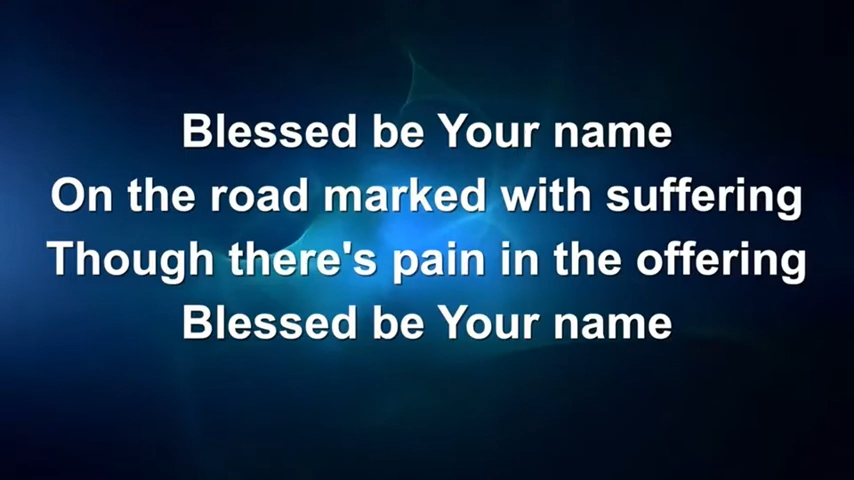 Blessed be Your name
On the road marked with suffering
Though there's pain in the offering
Blessed be Your name